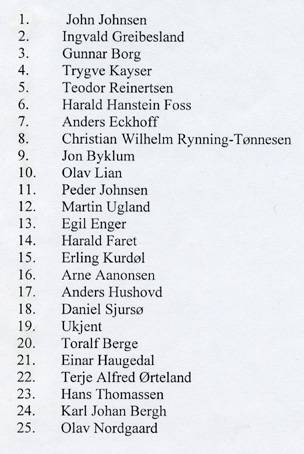 1. John Johnsen
2. Ingvald Greibesland
3. Gunnar Borg
4. Trygve Kayser
5. Teodor Reinertsen
6. Harald Hanstein Foss
7. Anders Eckhoff
8. Christian Wilhelm Rynning-Tønnesen
9. Jon Byklum
10. Olav Lian
11. Peder Johnsen
12. Martin Ugland
13. Egil Enger
14. Harald Faret
15. Erling Kurdøl
16. Arne Aanonsen
17. Anders Hushovd
18. Daniel Sjursø
19. Ukjent
20. Toralf Berge
21. Einar Haugedal
22. Terje Alfred Ørteland
23. Hans Thomassen
24. Karl Johan Bergh
25. Olav Nordgaard